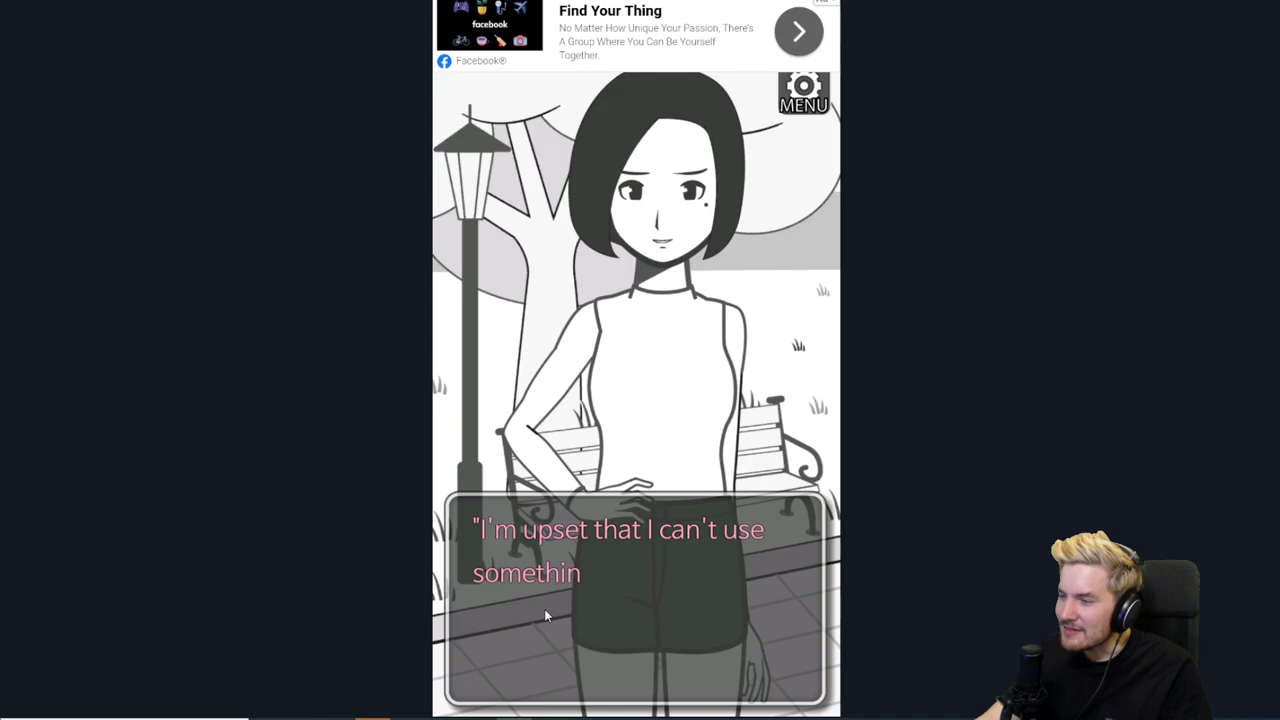 Find Your Thing
No Matter How Unique Your Passion, There's
A Group Where You Can Be Yourself
Together.
facebook
Facebook®
MENU
"I'm upset that I can't use
somethin